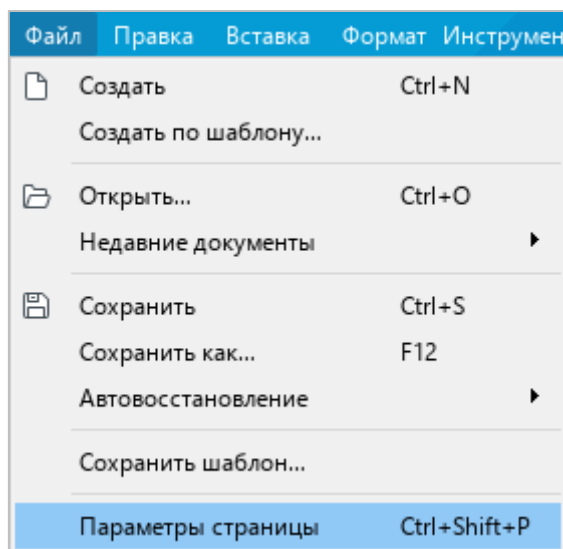 Файл Правка Вставка Формат Инструмен
Создать Ctrl+N
Создать по шаблону...
Открыть... Ctrl+O
Недавние документы
Сохранить Ctrl+S
Сохранить как... F12
Автовосстановление
Сохранить шаблон...
Параметры страницы Ctrl+Shift+P